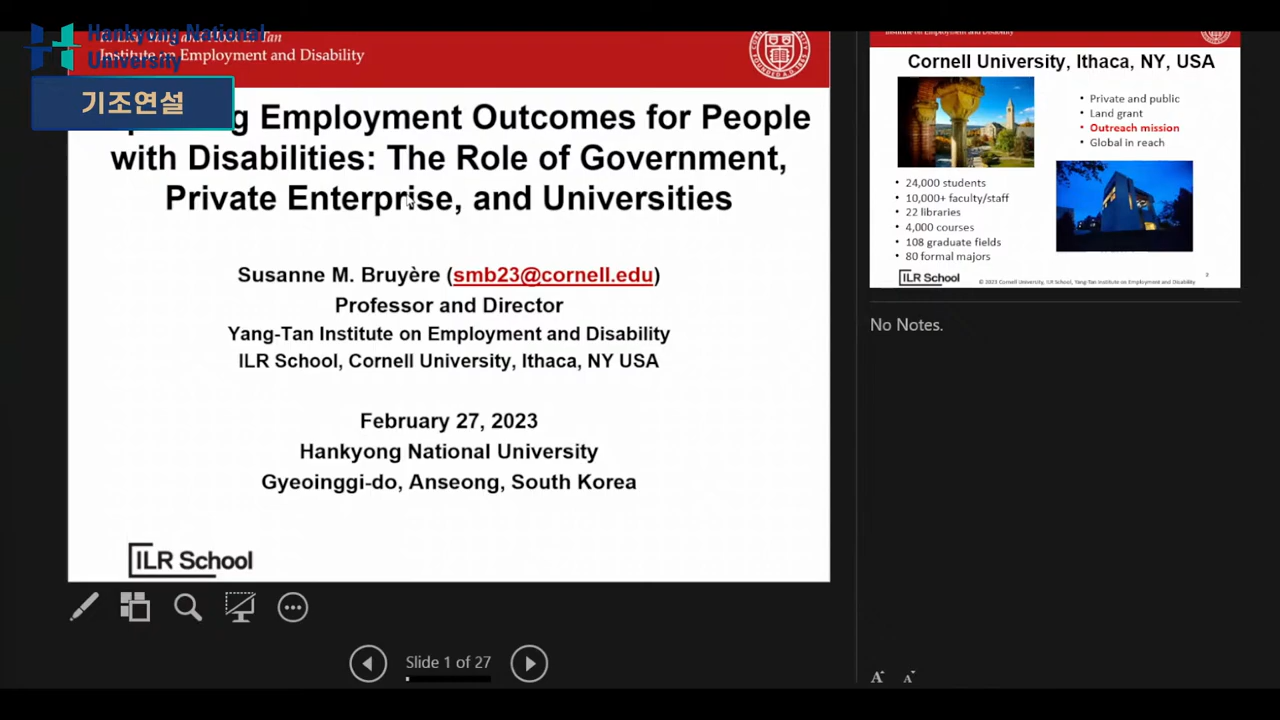 Hankyong National
University
기조연설
Institute on Employment and Disability
Employment Outcomes for People
with Disabilities: The Role of Government,
Private Enterprise, and Universities
Susanne M. Bruyère (smb23@cornell.edu)
Professor and Director
Yang-Tan Institute on Employment and Disability
ILR School, Cornell University, Ithaca, NY USA
February 27, 2023
Hankyong National University
Gyeoinggi-do, Anseong, South Korea
ILR School
Slide 1 of 27
Institute on Employment and Disability
Cornell University, Ithaca, NY, USA
• Private and public
• Land grant
• Outreach mission
• Global in reach
• 24,000 students
• 10,000+ faculty/staff
• 22 libraries
• 4,000 courses
• 108 graduate fields
• 80 formal majors
ILR School
© 2023 Cornell University, ILR School, Yang-Tan Institute on Employment and Disability
2
No Notes.
A A